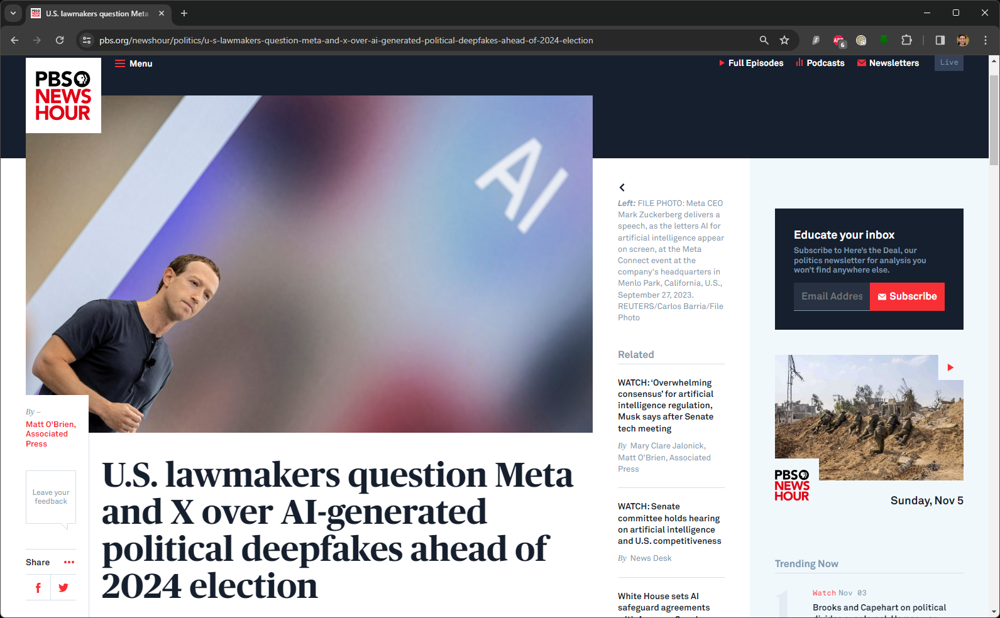 U.S. lawmakers question Meta
pbs.org/newshour/politics/u-s-lawmakers-question-meta-and-x-over-ai-generated-political-deepfakes-ahead-of-2024-election
ABP
6
PBS
NEWS
HOUR
Menu
Full Episodes
Podcasts
Newsletters
Live
AI
Left: FILE PHOTO: Meta CEO
Mark Zuckerberg delivers a
speech, as the letters AI for
artificial intelligence appear
on screen, at the Meta
Connect event at the
company's headquarters in
Menlo Park, California, U.S.,
September 27, 2023.
REUTERS/Carlos Barria/File
Photo
By –
Matt O'Brien,
Associated
Press
Leave your
feedback
Share
U.S. lawmakers question Meta
and X over AI-generated
political deepfakes ahead of
2024 election
Related
WATCH: ‘Overwhelming
consensus’ for artificial
intelligence regulation,
Musk says after Senate
tech meeting
By Mary Clare Jalonick,
Matt O'Brien, Associated
Press
WATCH: Senate
committee holds hearing
on artificial intelligence
and U.S. competitiveness
By News Desk
White House sets AI
safeguard agreements
Educate your inbox
Subscribe to Here’s the Deal, our
politics newsletter for analysis you
won’t find anywhere else.
Email Addres
Subscribe
PBS
NEWS
HOUR
Sunday, Nov 5
Trending Now
1
Watch Nov 03
Brooks and Capehart on political